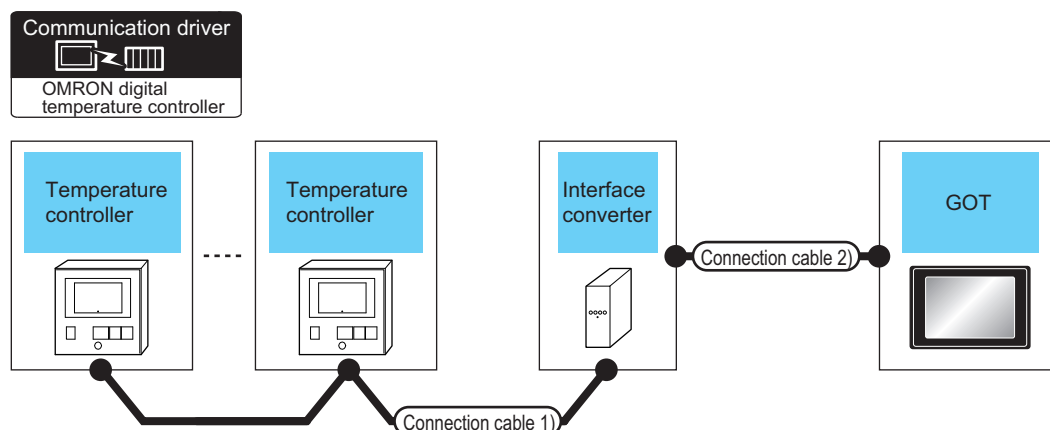 Communication driver
OMRON digital
temperature controller
Temperature
controller
Temperature
controller
Interface
converter
GOT
Connection cable 2)
Connection cable 1)